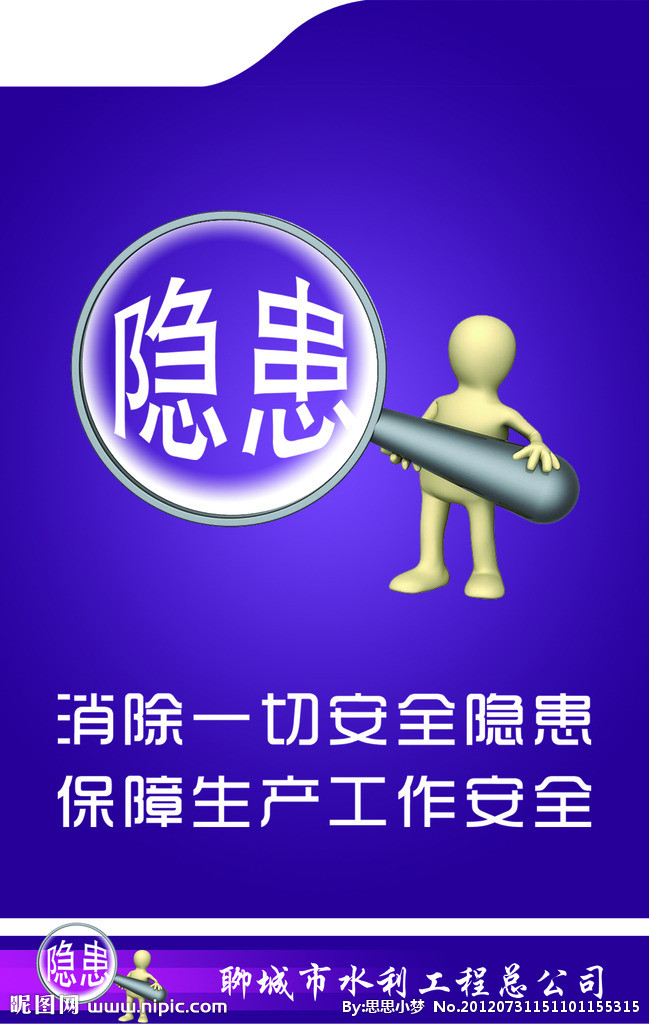 隐患
消除一切安全隐患
保障生产工作安全
隐患
聊城市水利工程总公司
昵图网 www.nipic.com
By:思思小梦 No.20120731151101155315